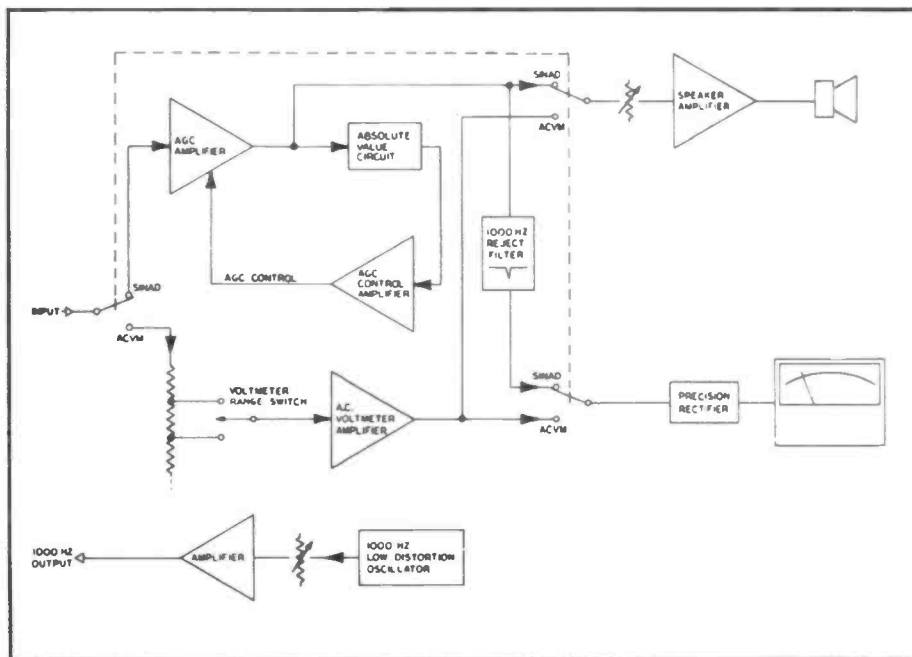 SINAD
ACVM
SPEAKER
AMPLIFIER
AGC
AMPLIFIER
ABSOLUTE
VALUE
CIRCUIT
1000 HZ
REJECT
FILTER
AGC CONTROL
AGC
CONTROL
AMPLIFIER
SINAD
INPUT
ACVM
VOLTMETER
RANGE SWITCH
A.C.
VOLTMETER
AMPLIFIER
SINAD
ACVM
PRECISION
RECTIFIER
1000 HZ
OUTPUT
AMPLIFIER
1000 HZ
LOW DISTORTION
OSCILLATOR